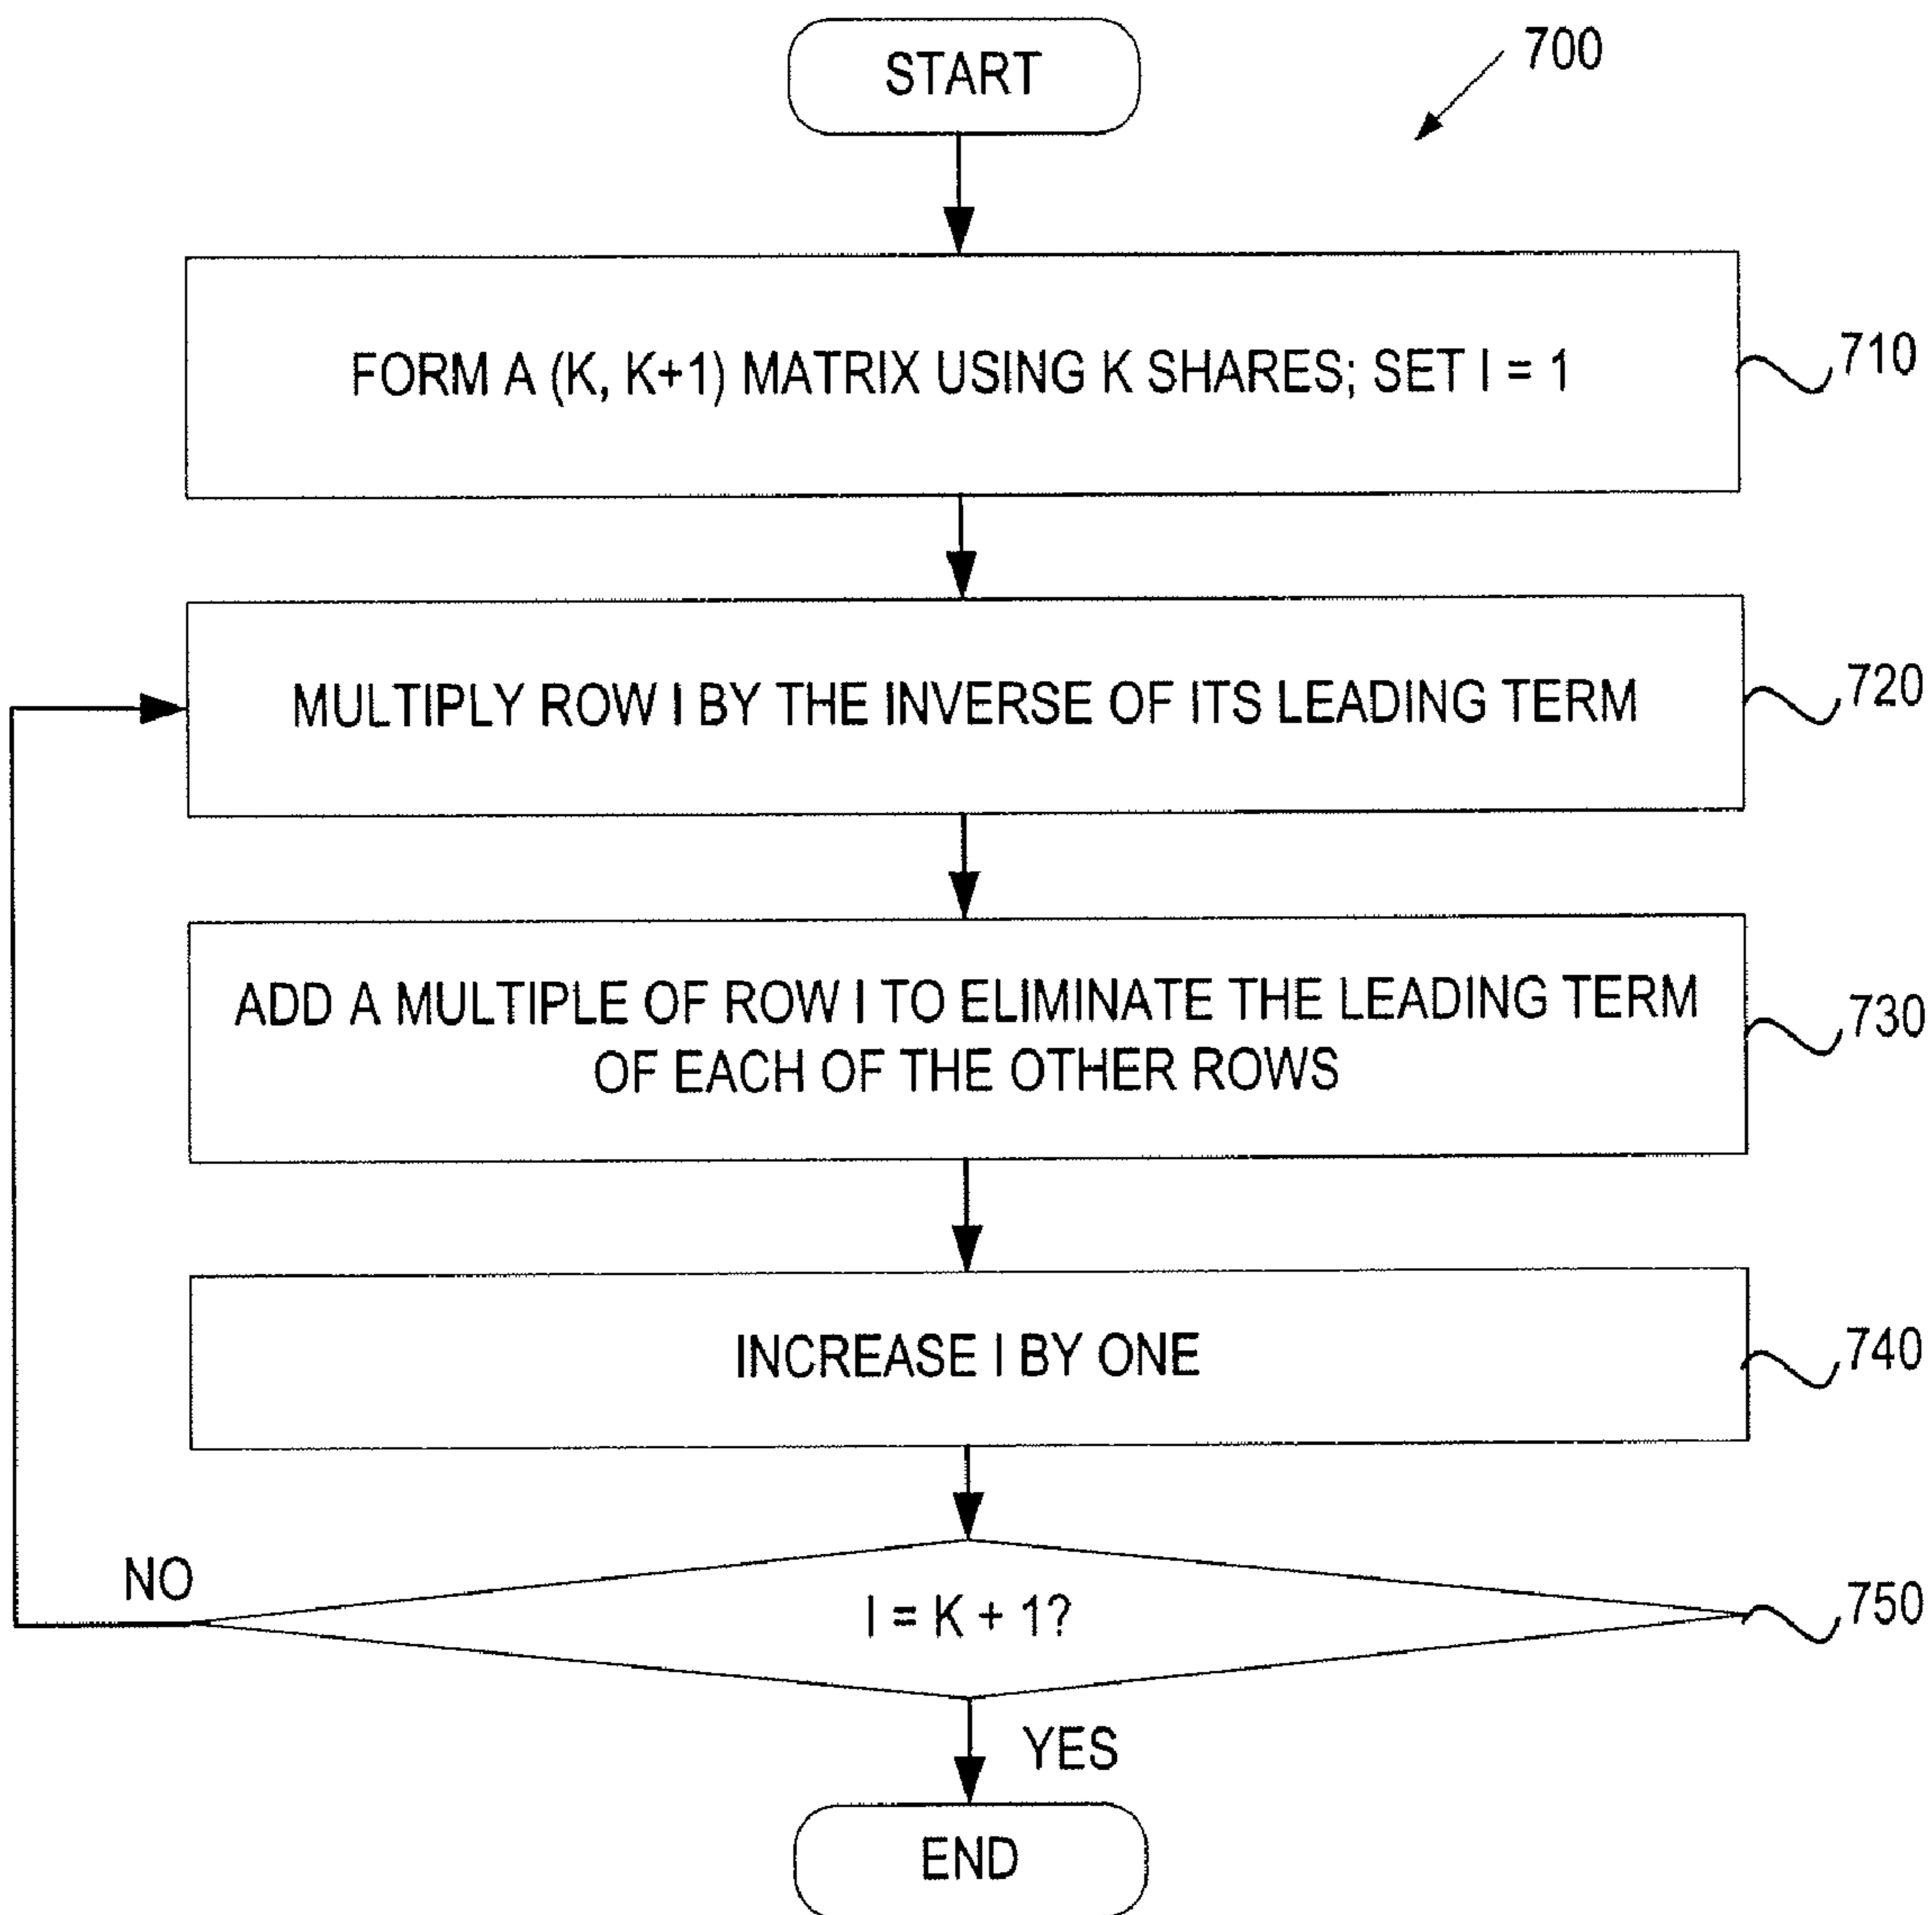 START
700
FORM A (K, K+1) MATRIX USING K SHARES; SET I = 1
710
MULTIPLY ROW I BY THE INVERSE OF ITS LEADING TERM
720
ADD A MULTIPLE OF ROW I TO ELIMINATE THE LEADING TERM
OF EACH OF THE OTHER ROWS
730
INCREASE I BY ONE
740
NO
I = K + 1?
750
YES
END